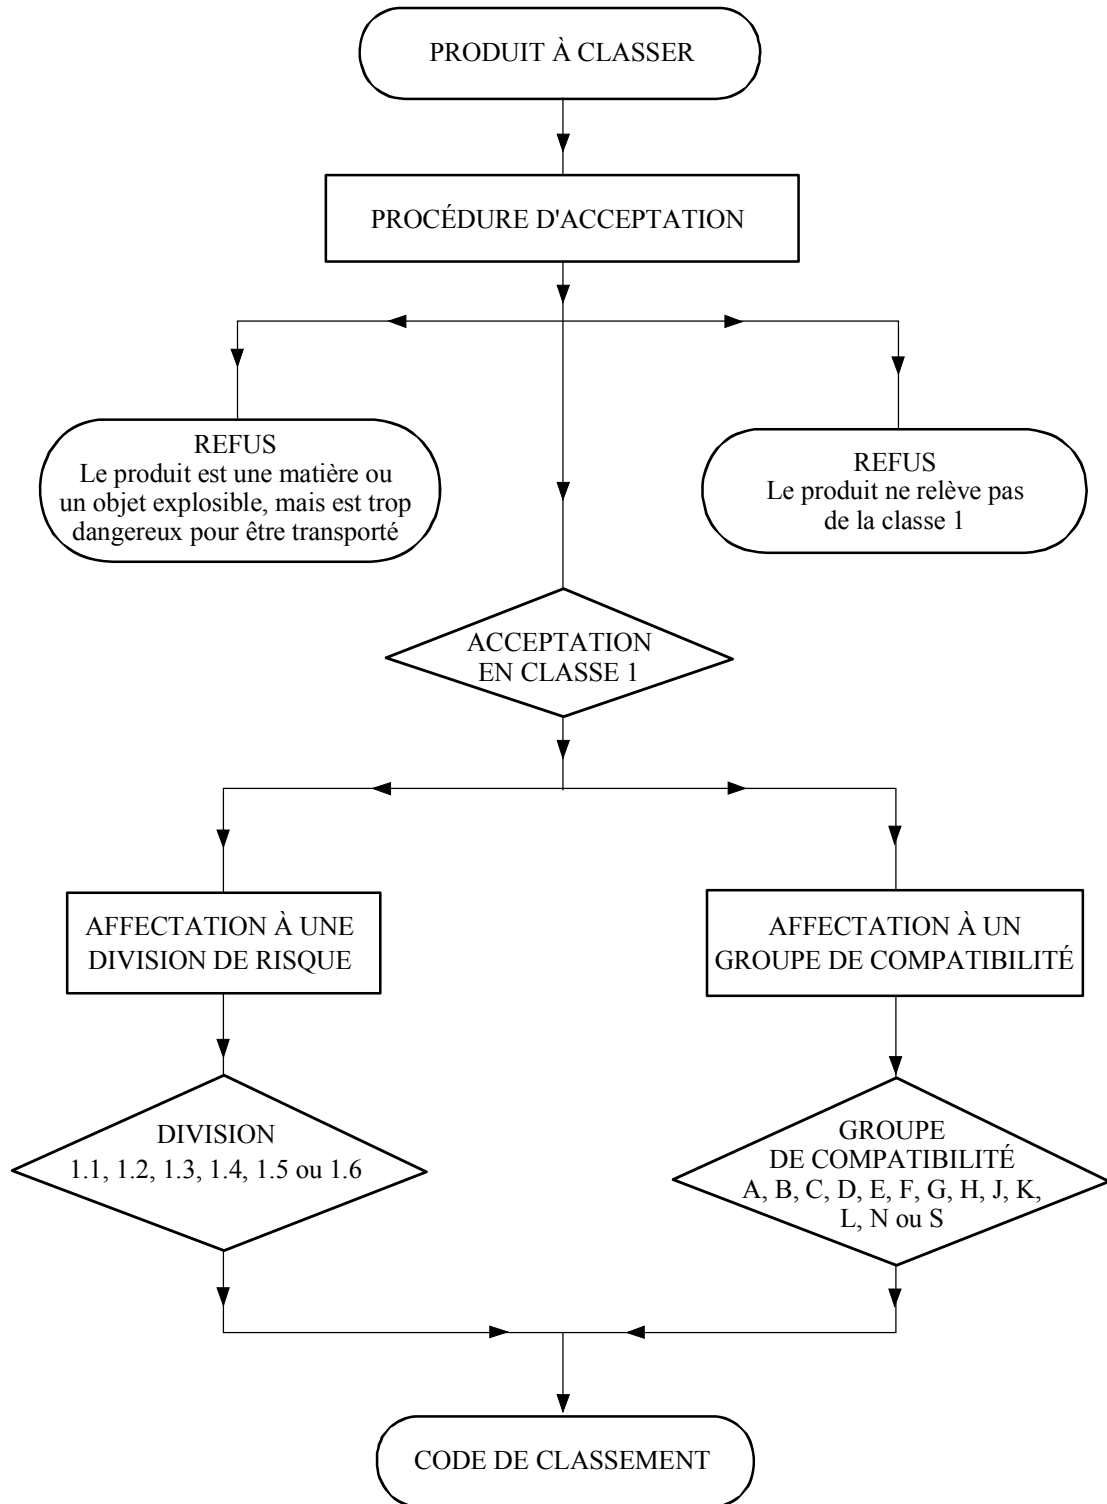 PRODUIT À CLASSER
PROCÉDURE D'ACCEPTATION
REFUS
Le produit est une matière ou
un objet explosible, mais est trop
dangereux pour être transporté
REFUS
Le produit ne relève pas
de la classe 1
ACCEPTATION
EN CLASSE 1
AFFECTATION À UNE
DIVISION DE RISQUE
AFFECTATION À UN
GROUPE DE COMPATIBILITÉ
DIVISION
1.1, 1.2, 1.3, 1.4, 1.5 ou 1.6
GROUPE
DE COMPATIBILITÉ
A, B, C, D, E, F, G, H, J, K,
L, N ou S
CODE DE CLASSEMENT